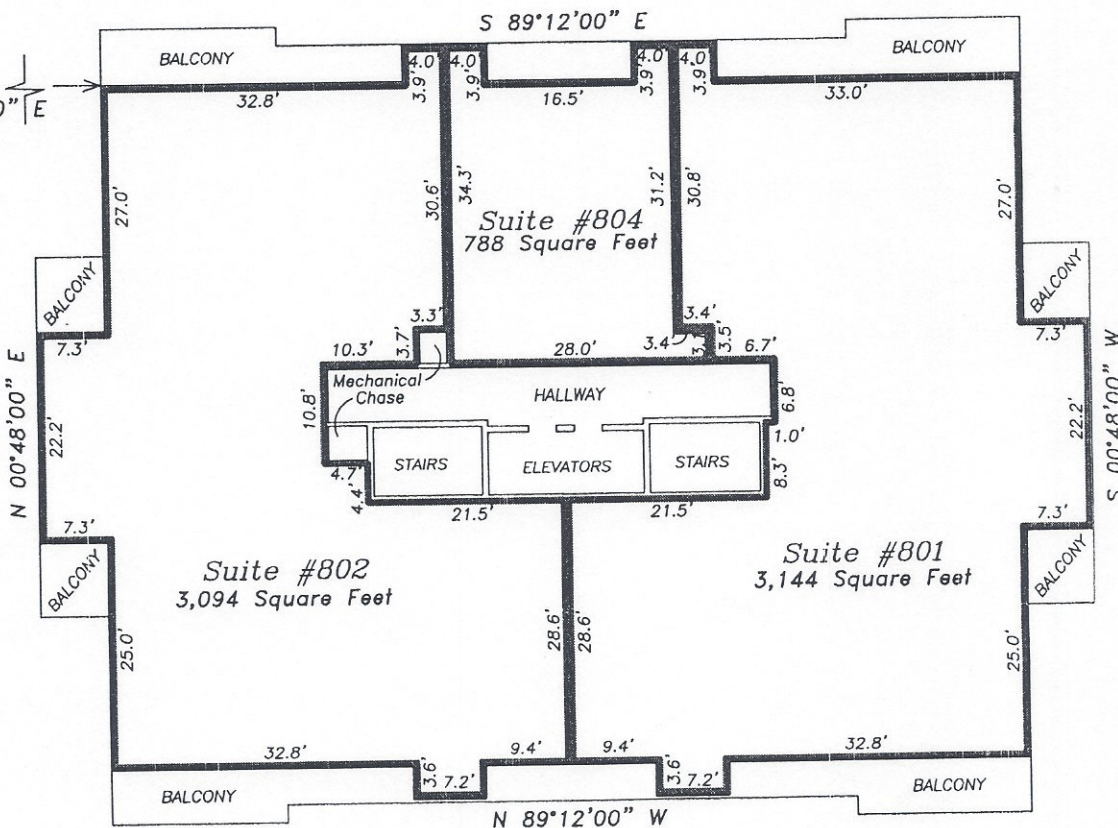 S 89°12'00" E
BALCONY
BALCONY
4.0'
4.0'
4.0'
4.0'
E
3.9'
3.9'
3.9'
3.9'
32.8'
16.5'
33.0'
27.0'
30.6'
34.3'
31.2'
30.8'
27.0'
Suite #804
788 Square Feet
BALCONY
BALCONY
3.3'
3.4'
7.3'
3.7'
3.4'
3.5'
7.3'
10.3'
28.0'
6.7'
Mechanical
Chase
HALLWAY
N 00°48'00" E
22.2'
10.8'
6.8'
22.2'
S 00°48'00" W
1.0'
STAIRS
ELEVATORS
STAIRS
4.7'
4.4'
8.3'
21.5'
21.5'
7.3'
7.3'
BALCONY
BALCONY
Suite #802
3,094 Square Feet
Suite #801
3,144 Square Feet
25.0'
28.6'
28.6'
25.0'
32.8'
9.4'
9.4'
32.8'
3.6'
7.2'
3.6'
7.2'
BALCONY
BALCONY
N 89°12'00" W